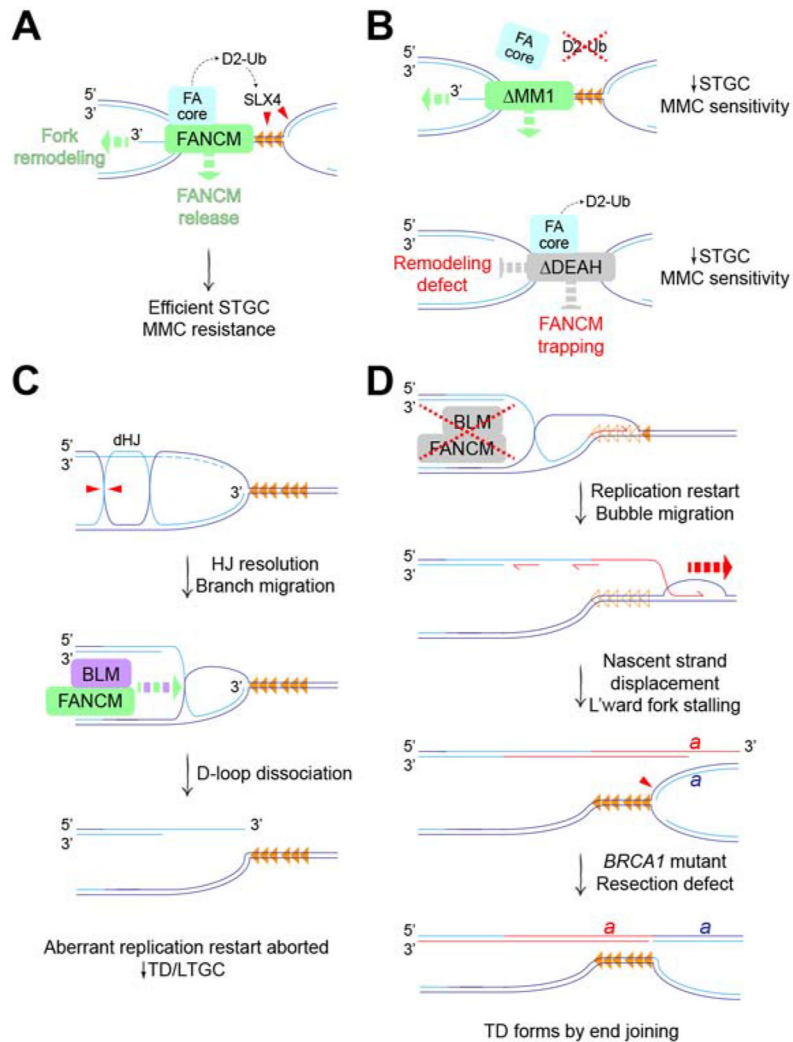 A
D2-Ub
5'
3'
FA
core
SLX4
3'
FANCM
Fork
remodeling
FANCM
release
Efficient STGC
MMC resistance
B
FA
core
D2-Ub
5'
3'
3'
ΔMM1
↓STGC
MMC sensitivity
D2-Ub
5'
3'
FA
core
ΔDEAH
Remodeling
defect
FANCM
trapping
↓STGC
MMC sensitivity
C
dHJ
5'
3'
3'
HJ resolution
Branch migration
5'
3'
BLM
FANCM
3'
D-loop dissociation
5'
3'
3'
Aberrant replication restart aborted
↓TD/LTGC
D
5'
3'
BLM
FANCM
Replication restart
Bubble migration
5'
3'
Nascent strand
displacement
L'ward fork stalling
5'
3'
a
3'
a
BRCA1 mutant
Resection defect
5'
3'
a
a
TD forms by end joining